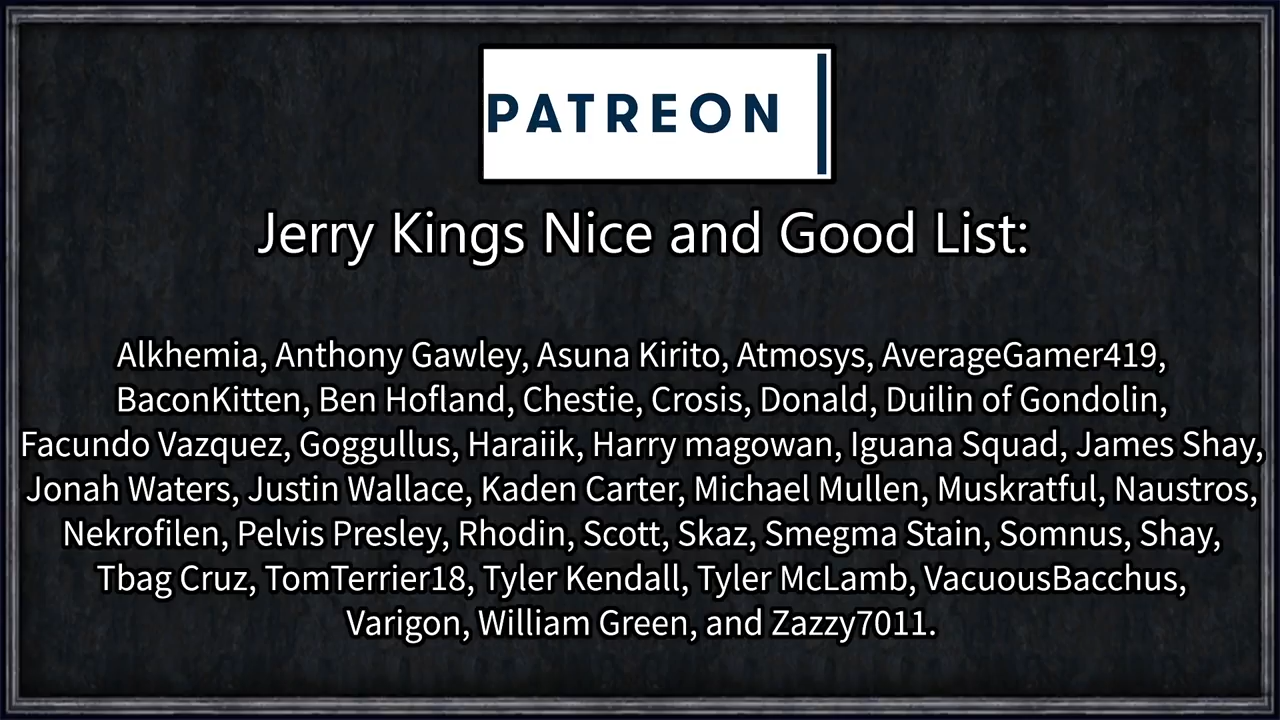 PATREON
Jerry Kings Nice and Good List:
Alkhemia, Anthony Gawley, Asuna Kirito, Atmosys, AverageGamer419,
BaconKitten, Ben Hofland, Chestie, Crosis, Donald, Duilin of Gondolin,
Facundo Vazquez, Goggullus, Haraiik, Harry magowan, Iguana Squad, James Shay,
Jonah Waters, Justin Wallace, Kaden Carter, Michael Mullen, Muskratful, Naustros,
Nekrofilen, Pelvis Presley, Rhodin, Scott, Skaz, Smegma Stain, Somnus, Shay,
Tbag Cruz, TomTerrier18, Tyler Kendall, Tyler McLamb, VacuousBacchus,
Varigon, William Green, and Zazzy7011.